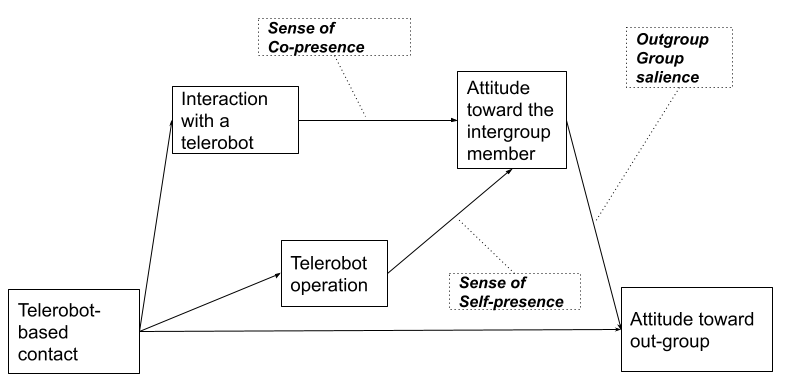 Sense of
Co-presence
Outgroup
Group
salience
Interaction
with a
telerobot
Attitude
toward the
intergroup
member
Telerobot
operation
Sense of
Self-presence
Telerobot-
based
contact
Attitude toward
out-group